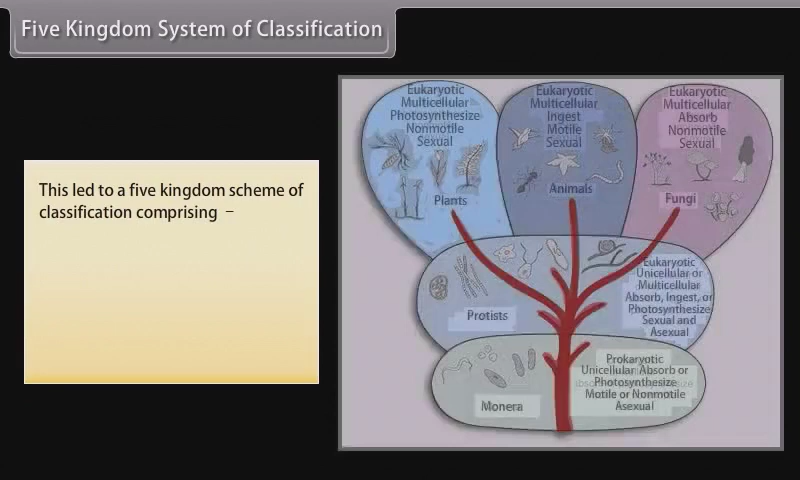 Five Kingdom System of Classification
This led to a five kingdom scheme of
classification comprising –
Eukaryotic
Multicellular
Photosynthesize
Nonmotile
Sexual
Plants
Eukaryotic
Multicellular
Ingest
Motile
Sexual
Animals
Eukaryotic
Multicellular
Absorb
Nonmotile
Sexual
Fungi
Protists
Eukaryotic
Unicellular or
Multicellular
Absorb, Ingest, or
Photosynthesize
Sexual and
Asexual
Monera
Prokaryotic
Unicellular Absorb or
Photosynthesize
Motile or Nonmotile
Asexual